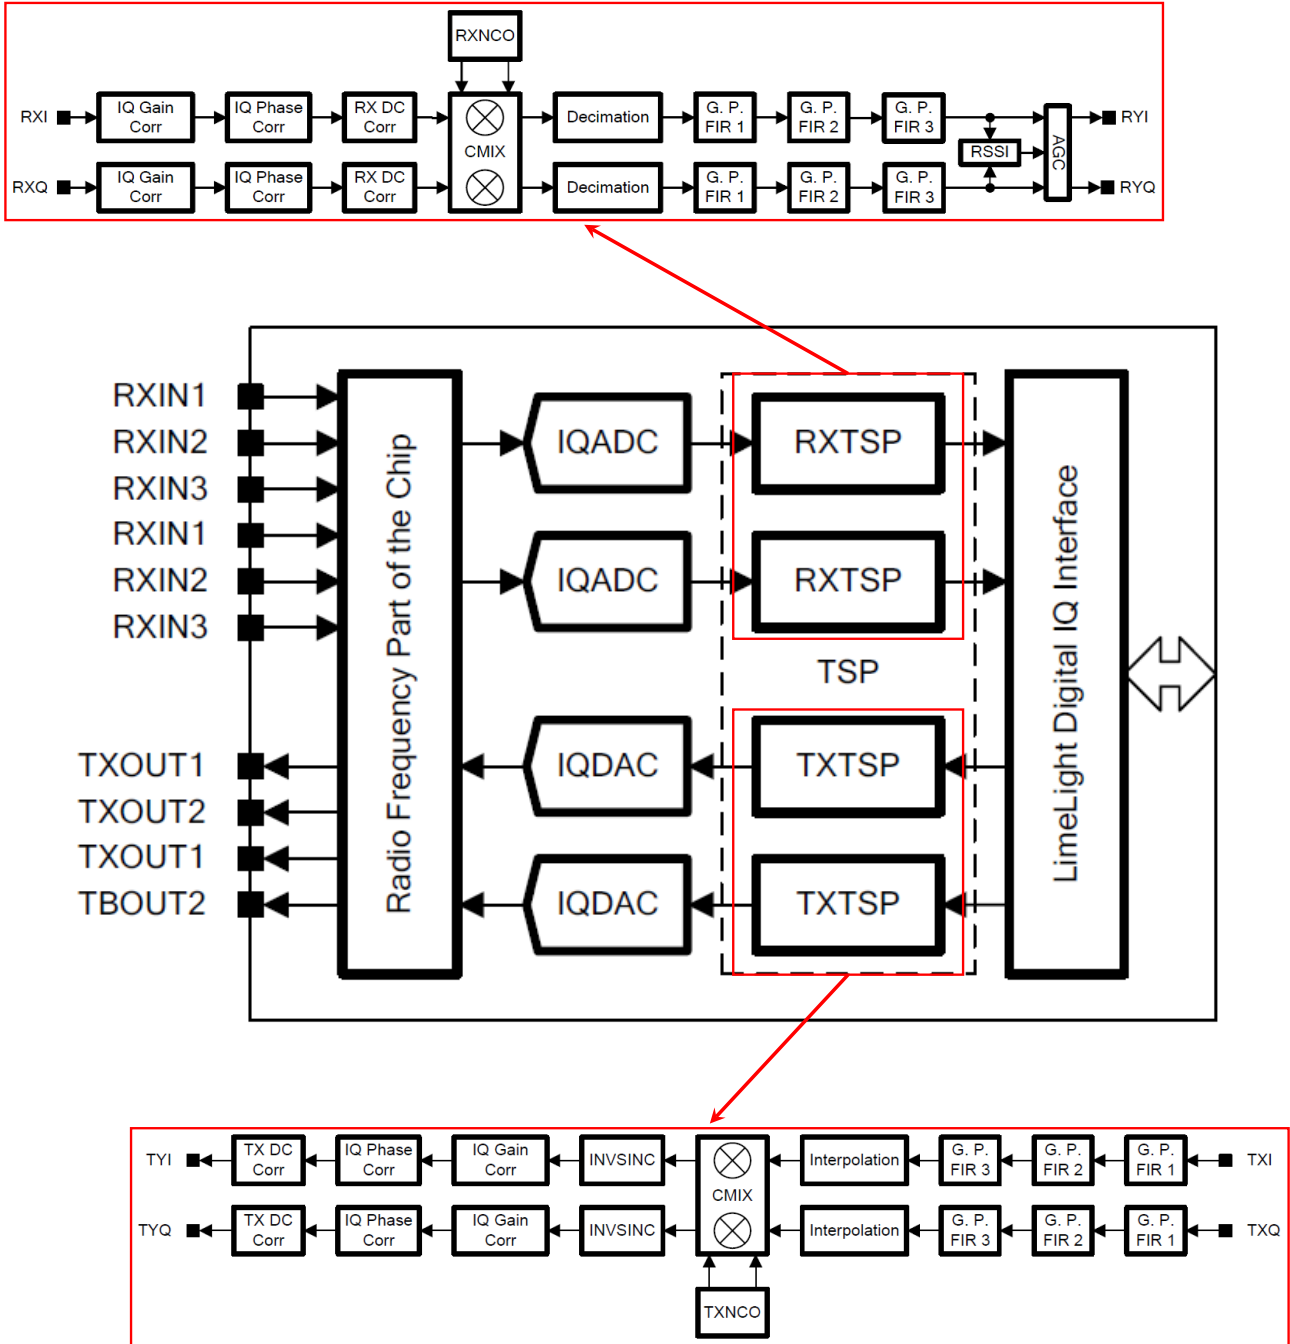 RXNCO
RXI
IQ Gain
Corr
IQ Phase
Corr
RX DC
Corr
Decimation
G. P.
FIR 1
G. P.
FIR 2
G. P.
FIR 3
RYI
CMIX
RSSI
AGC
RXQ
IQ Gain
Corr
IQ Phase
Corr
RX DC
Corr
Decimation
G. P.
FIR 1
G. P.
FIR 2
G. P.
FIR 3
RYQ
RXIN1
RXIN2
RXIN3
RXIN1
RXIN2
RXIN3
TXOUT1
TXOUT2
TXOUT1
TBOUT2
Radio Frequency Part of the Chip
IQADC
RXTSP
IQADC
RXTSP
TSP
IQDAC
TXTSP
IQDAC
TXTSP
LimeLight Digital IQ Interface
TYI
TX DC
Corr
IQ Phase
Corr
IQ Gain
Corr
INVSINC
Interpolation
G. P.
FIR 3
G. P.
FIR 2
G. P.
FIR 1
TXI
CMIX
TYQ
TX DC
Corr
IQ Phase
Corr
IQ Gain
Corr
INVSINC
Interpolation
G. P.
FIR 3
G. P.
FIR 2
G. P.
FIR 1
TXQ
TXNCO